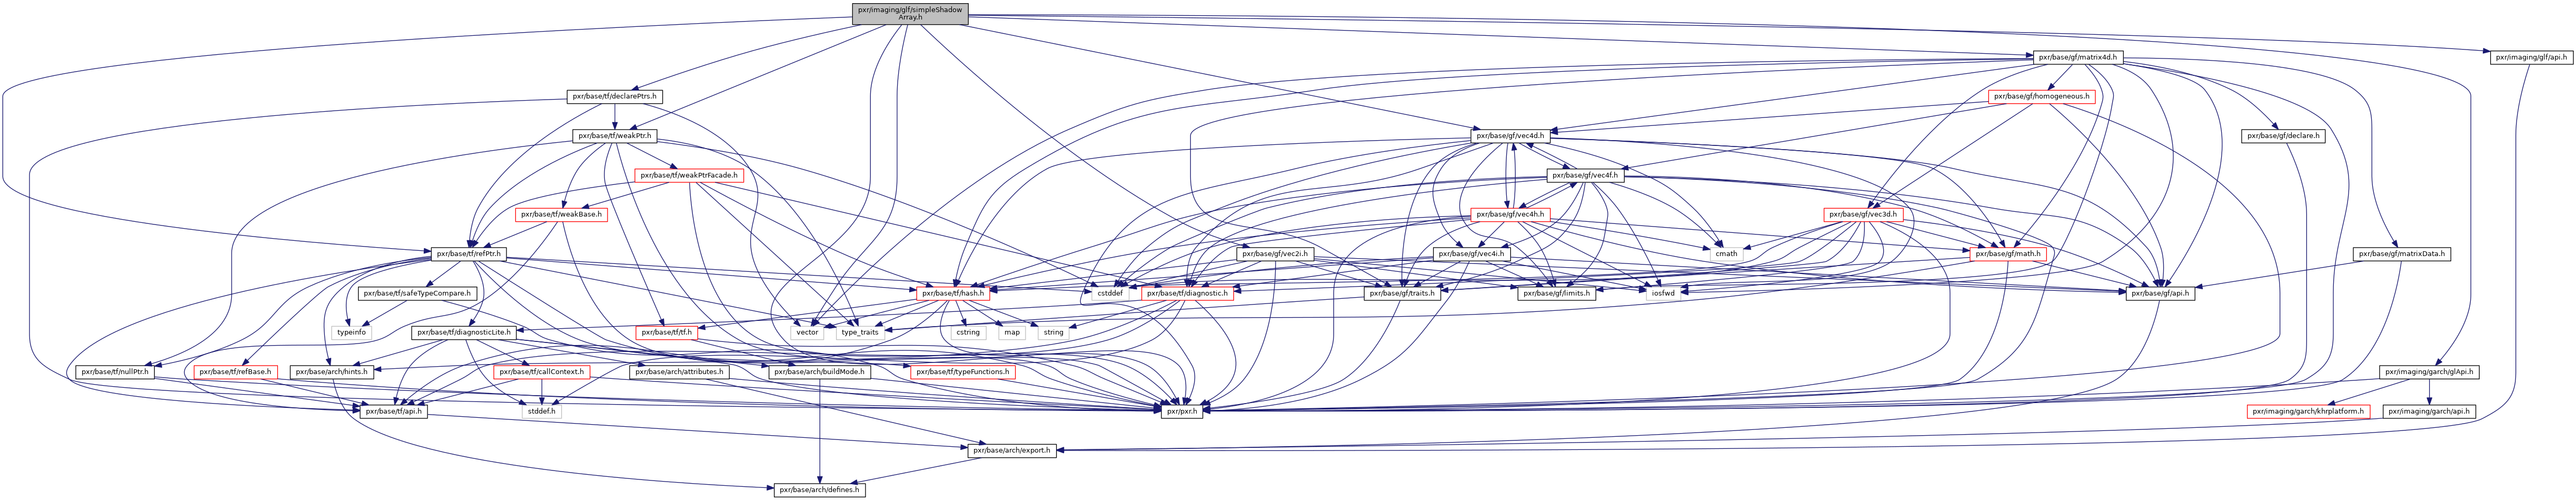 pxr/imaging/glf/simpleShadow
Array.h
pxr/base/gf/matrix4d.h
pxr/imaging/glf/api.h
pxr/base/tf/declarePtrs.h
pxr/base/gf/homogeneous.h
pxr/base/tf/weakPtr.h
pxr/base/gf/vec4d.h
pxr/base/gf/declare.h
pxr/base/tf/weakPtrFacade.h
pxr/base/gf/vec4f.h
pxr/base/tf/weakBase.h
pxr/base/gf/vec4h.h
pxr/base/gf/vec3d.h
pxr/base/tf/refPtr.h
pxr/base/gf/vec2i.h
pxr/base/gf/vec4i.h
cmath
pxr/base/gf/math.h
pxr/base/gf/matrixData.h
pxr/base/tf/safeTypeCompare.h
pxr/base/tf/hash.h
cstddef
pxr/base/tf/diagnostic.h
pxr/base/gf/traits.h
pxr/base/gf/limits.h
iosfwd
pxr/base/gf/api.h
typeinfo
pxr/base/tf/diagnosticLite.h
pxr/base/tf/tf.h
vector
type_traits
cstring
map
string
pxr/base/tf/nullPtr.h
pxr/base/tf/refBase.h
pxr/base/arch/hints.h
pxr/base/tf/callContext.h
pxr/base/arch/attributes.h
pxr/base/arch/buildMode.h
pxr/base/tf/typeFunctions.h
pxr/imaging/garch/glApi.h
pxr/base/tf/api.h
stddef.h
pxr/pxr.h
pxr/imaging/garch/khrplatform.h
pxr/imaging/garch/api.h
pxr/base/arch/export.h
pxr/base/arch/defines.h